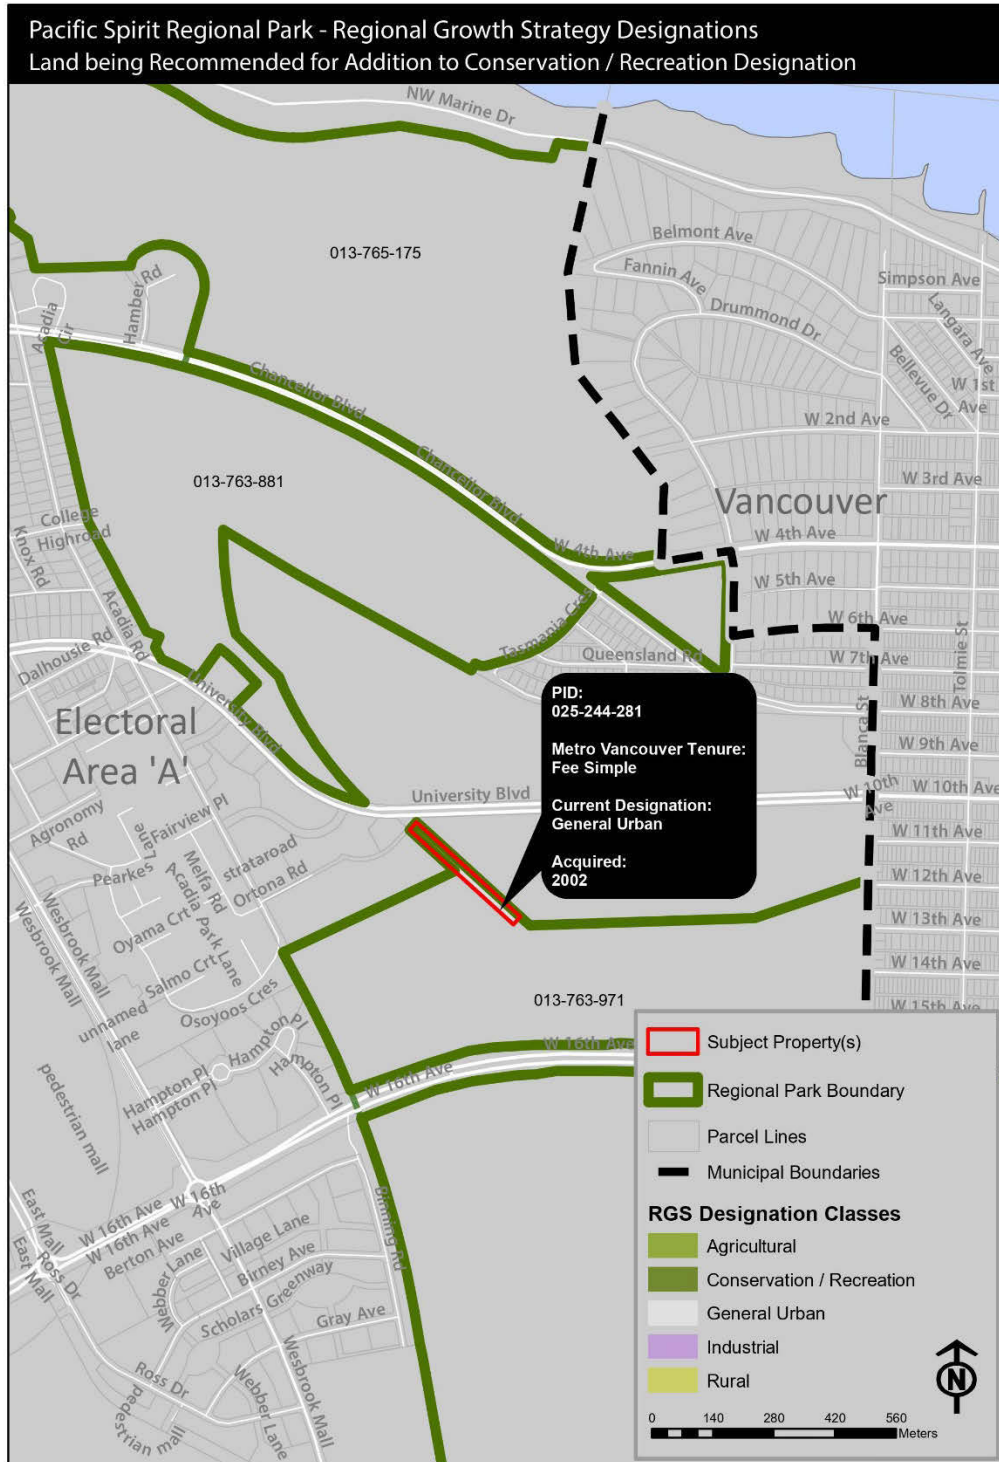 Pacific Spirit Regional Park - Regional Growth Strategy Designations
Land being Recommended for Addition to Conservation / Recreation Designation
NW Marine Dr
013-765-175
Belmont Ave
Fannin Ave
Simpson Ave
Drummond Dr
Langara Ave
Hamber Rd
Acadia Cir
Bellevue Dr
W 1st Ave
Chancellor Blvd
W 2nd Ave
Chancellor Blvd
013-763-881
W 3rd Ave
Vancouver
College Highroad
W 4th Ave
W 4th Ave
Knox Rd
W 5th Ave
Acadia Rd
Tasmania Cres
W 6th Ave
Tolmie St
Queensland Rd
W 7th Ave
Dalhousie Rd
University Blvd
W 8th Ave
Blanca St
W 9th Ave
Electoral
Area 'A'
PID:
025-244-281
Metro Vancouver Tenure:
Fee Simple
Current Designation:
General Urban
Acquired:
2002
University Blvd
W 10th Ave
W 10th Ave
Agronomy Rd
Fairview Pl
W 11th Ave
Pearkes Lane
Melfa Rd
strataroad
Ortona Rd
W 12th Ave
Acadia Park Lane
Oyama Crt
W 13th Ave
Wesbrook Mall
Wesbrook Mall
Salmo Crt
W 14th Ave
unnamed lane
Osoyoos Cres
013-763-971
W 15th Ave
Hampton Pl
Hampton Pl
W 16th Ave
Hampton Pl
Hampton Pl
W 16th Ave
pedestrian mall
W 16th Ave
W 16th Ave
East Mall
East Mall
Ross Dr
Berton Ave
Village Lane
Binning Rd
Webber Lane
Birney Ave
Scholars Greenway
Gray Ave
Ross Dr
Webber Lane
Wesbrook Mall
pedestrian mall
Subject Property(s)
Regional Park Boundary
Parcel Lines
Municipal Boundaries
RGS Designation Classes
Agricultural
Conservation / Recreation
General Urban
Industrial
Rural
N
0 140 280 420 560
Meters